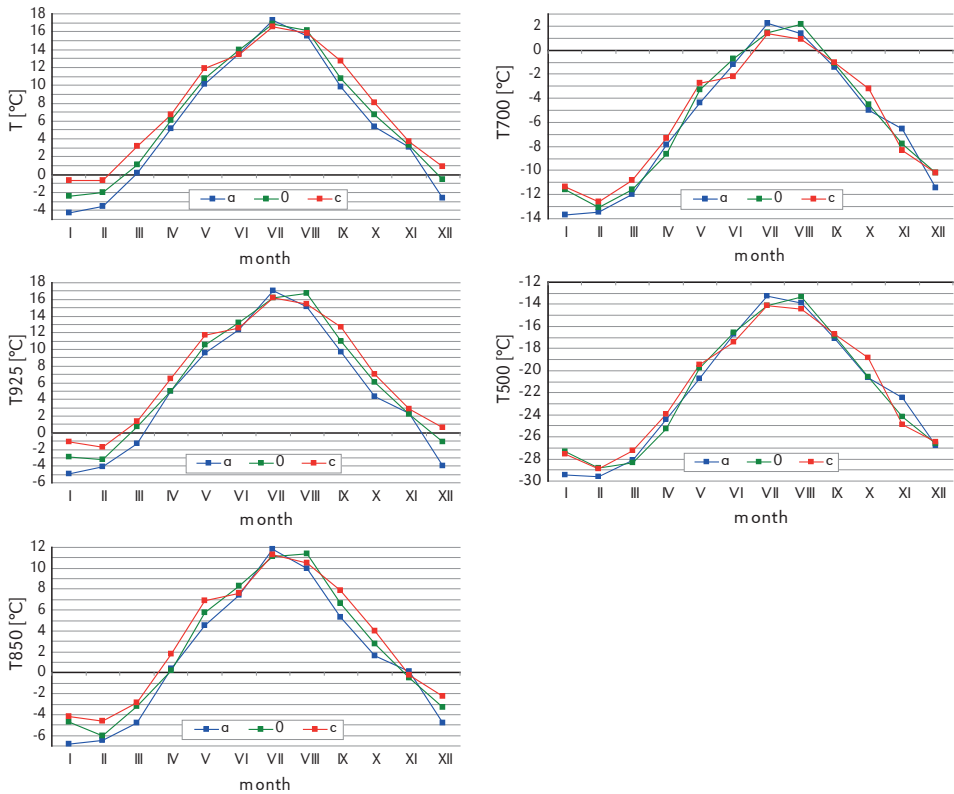 T [°C]
18
16
14
12
10
8
6
4
2
0
-2
-4
a 0 c
I II III IV V VI VII VIII IX X XI XII
month
T700 [°C]
2
0
-2
-4
-6
-8
-10
-12
-14
a 0 c
I II III IV V VI VII VIII IX X XI XII
month
T925 [°C]
18
16
14
12
10
8
6
4
2
0
-2
-4
-6
a 0 c
I II III IV V VI VII VIII IX X XI XII
month
T500 [°C]
-12
-14
-16
-18
-20
-22
-24
-26
-28
-30
a 0 c
I II III IV V VI VII VIII IX X XI XII
month
T850 [°C]
12
10
8
6
4
2
0
-2
-4
-6
a 0 c
I II III IV V VI VII VIII IX X XI XII
month